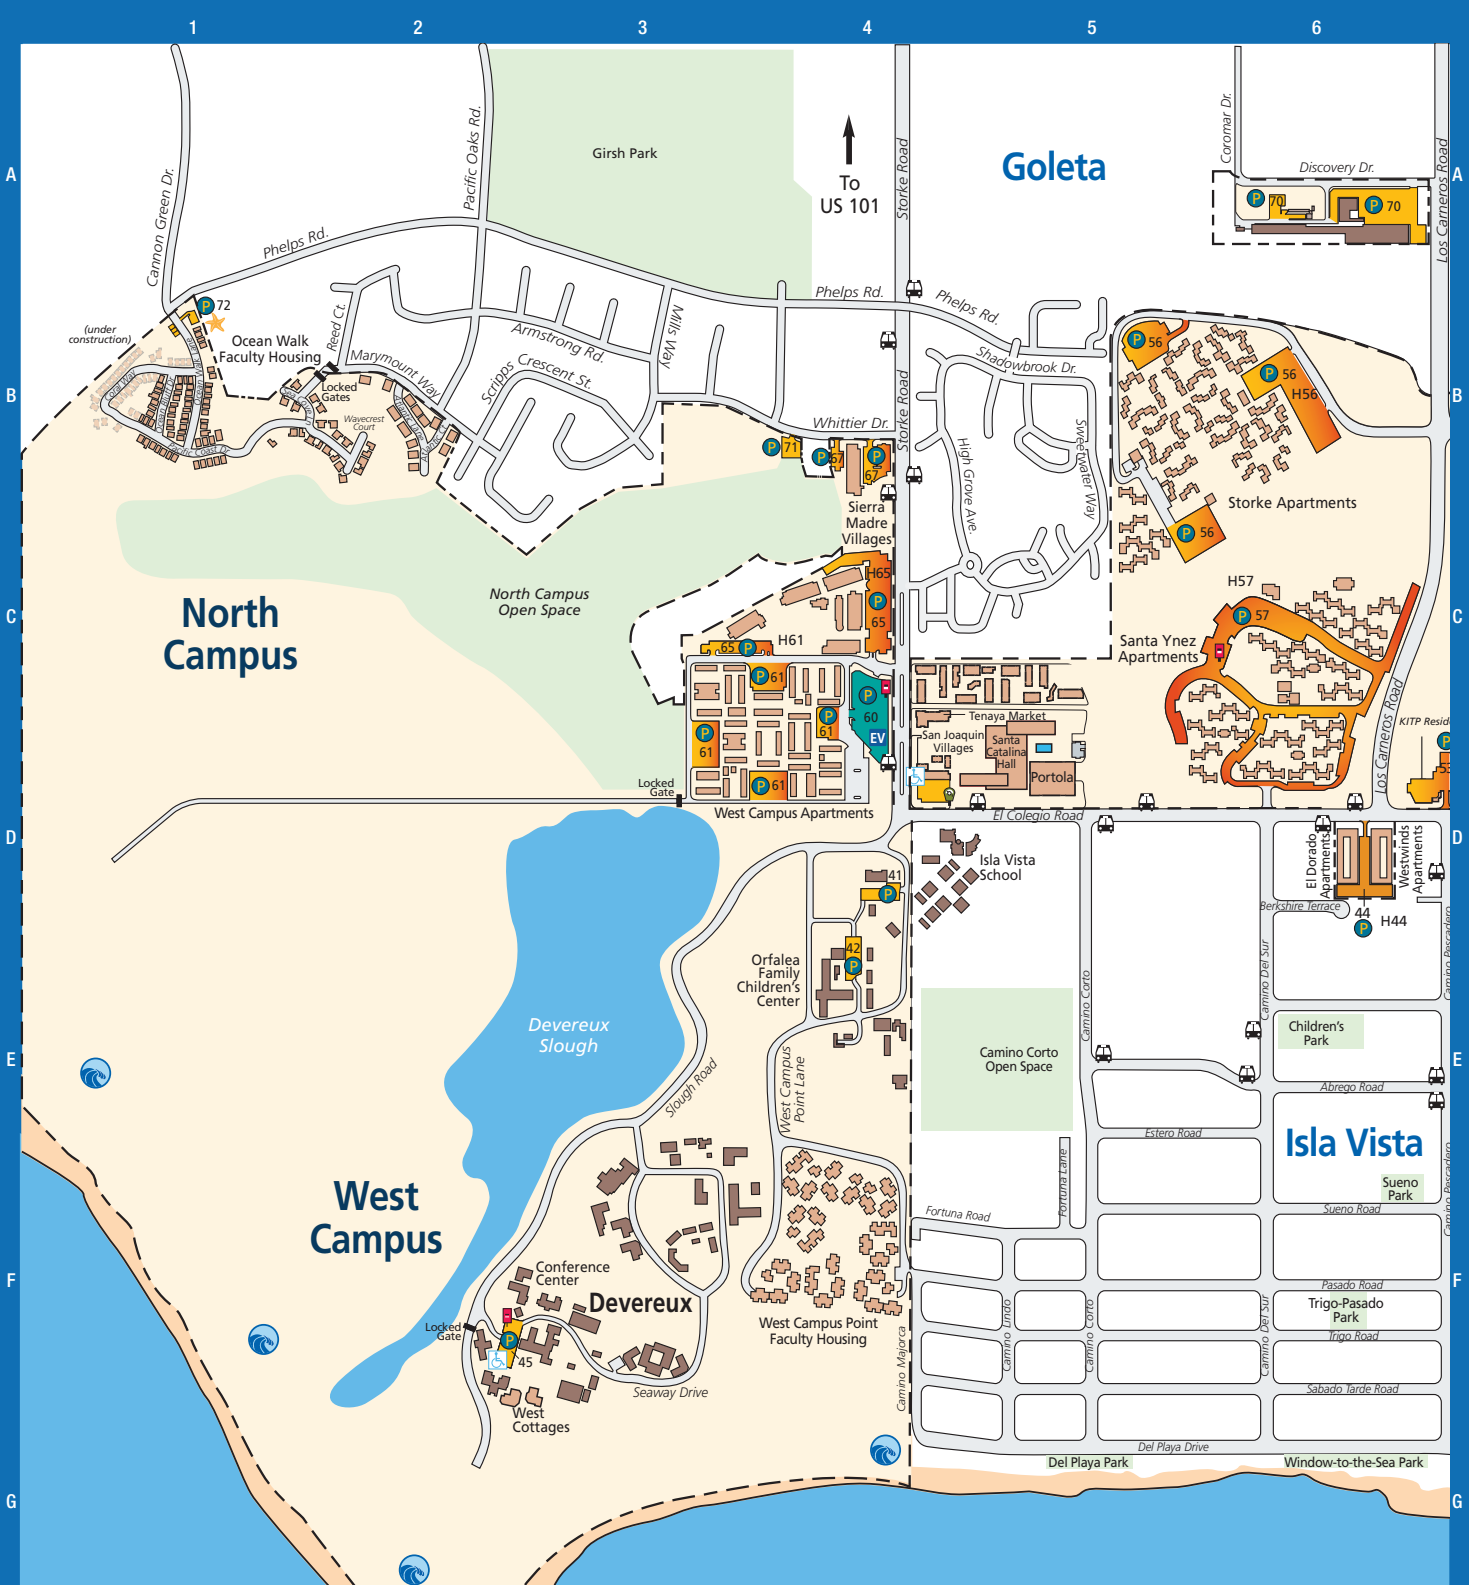 1
2
3
4
5
6
A
B
C
D
E
F
G
A
B
C
D
E
F
G
Cannon Green Dr.
Pacific Oaks Rd.
Girsh Park
To
US 101
Storke Road
Goleta
Coromar Dr.
Discovery Dr.
Los Carneros Road
P 70
P 70
Phelps Rd.
Phelps Rd.
Phelps Rd.
P 72
(under
construction)
Ocean Walk
Faculty Housing
Reed Ct.
Locked
Gates
Marymount Way
Armstrong Rd.
Mills Way
Scripps
Crescent St.
Wavecrest
Court
Coral Way
Pacific Coast Dr.
Whittier Dr.
Storke Road
Shadowbrook Dr.
High Grove Ave.
Sweetwater Way
P 56
P 56
H56
P 56
Storke Apartments
P 71
P 67
P
67
Sierra
Madre
Villages
North Campus
Open Space
North
Campus
H65
P
65
H61
65 P
P 61
P
61
P
61
P 61
P
60
EV
H57
P 57
Santa Ynez
Apartments
Tenaya Market
San Joaquin
Villages
Santa
Catalina
Hall
Portola
Los Carneros Road
KITP Resid
P
Locked
Gate
West Campus Apartments
El Colegio Road
Isla Vista
School
El Dorado
Apartments
Westwinds
Apartments
Berkshire Terrace
44
P
H44
41
P
42
P
Orfalea
Family
Children's
Center
Devereux
Slough
Slough Road
West Campus
Point Lane
Camino Corto
Camino Del Sur
Camino Pescadero
Camino Corto
Open Space
Children's
Park
Abrego Road
Estero Road
Isla Vista
Sueno
Park
Sueno Road
Camino Pescadero
Fortuna Lane
Fortuna Road
West
Campus
Conference
Center
Devereux
Locked
Gate
P
45
West
Cottages
Seaway Drive
West Campus Point
Faculty Housing
Camino Majorca
Camino Lindo
Camino Corto
Camino Del Sur
Pasado Road
Trigo-Pasado
Park
Trigo Road
Sabado Tarde Road
Del Playa Drive
Del Playa Park
Window-to-the-Sea Park